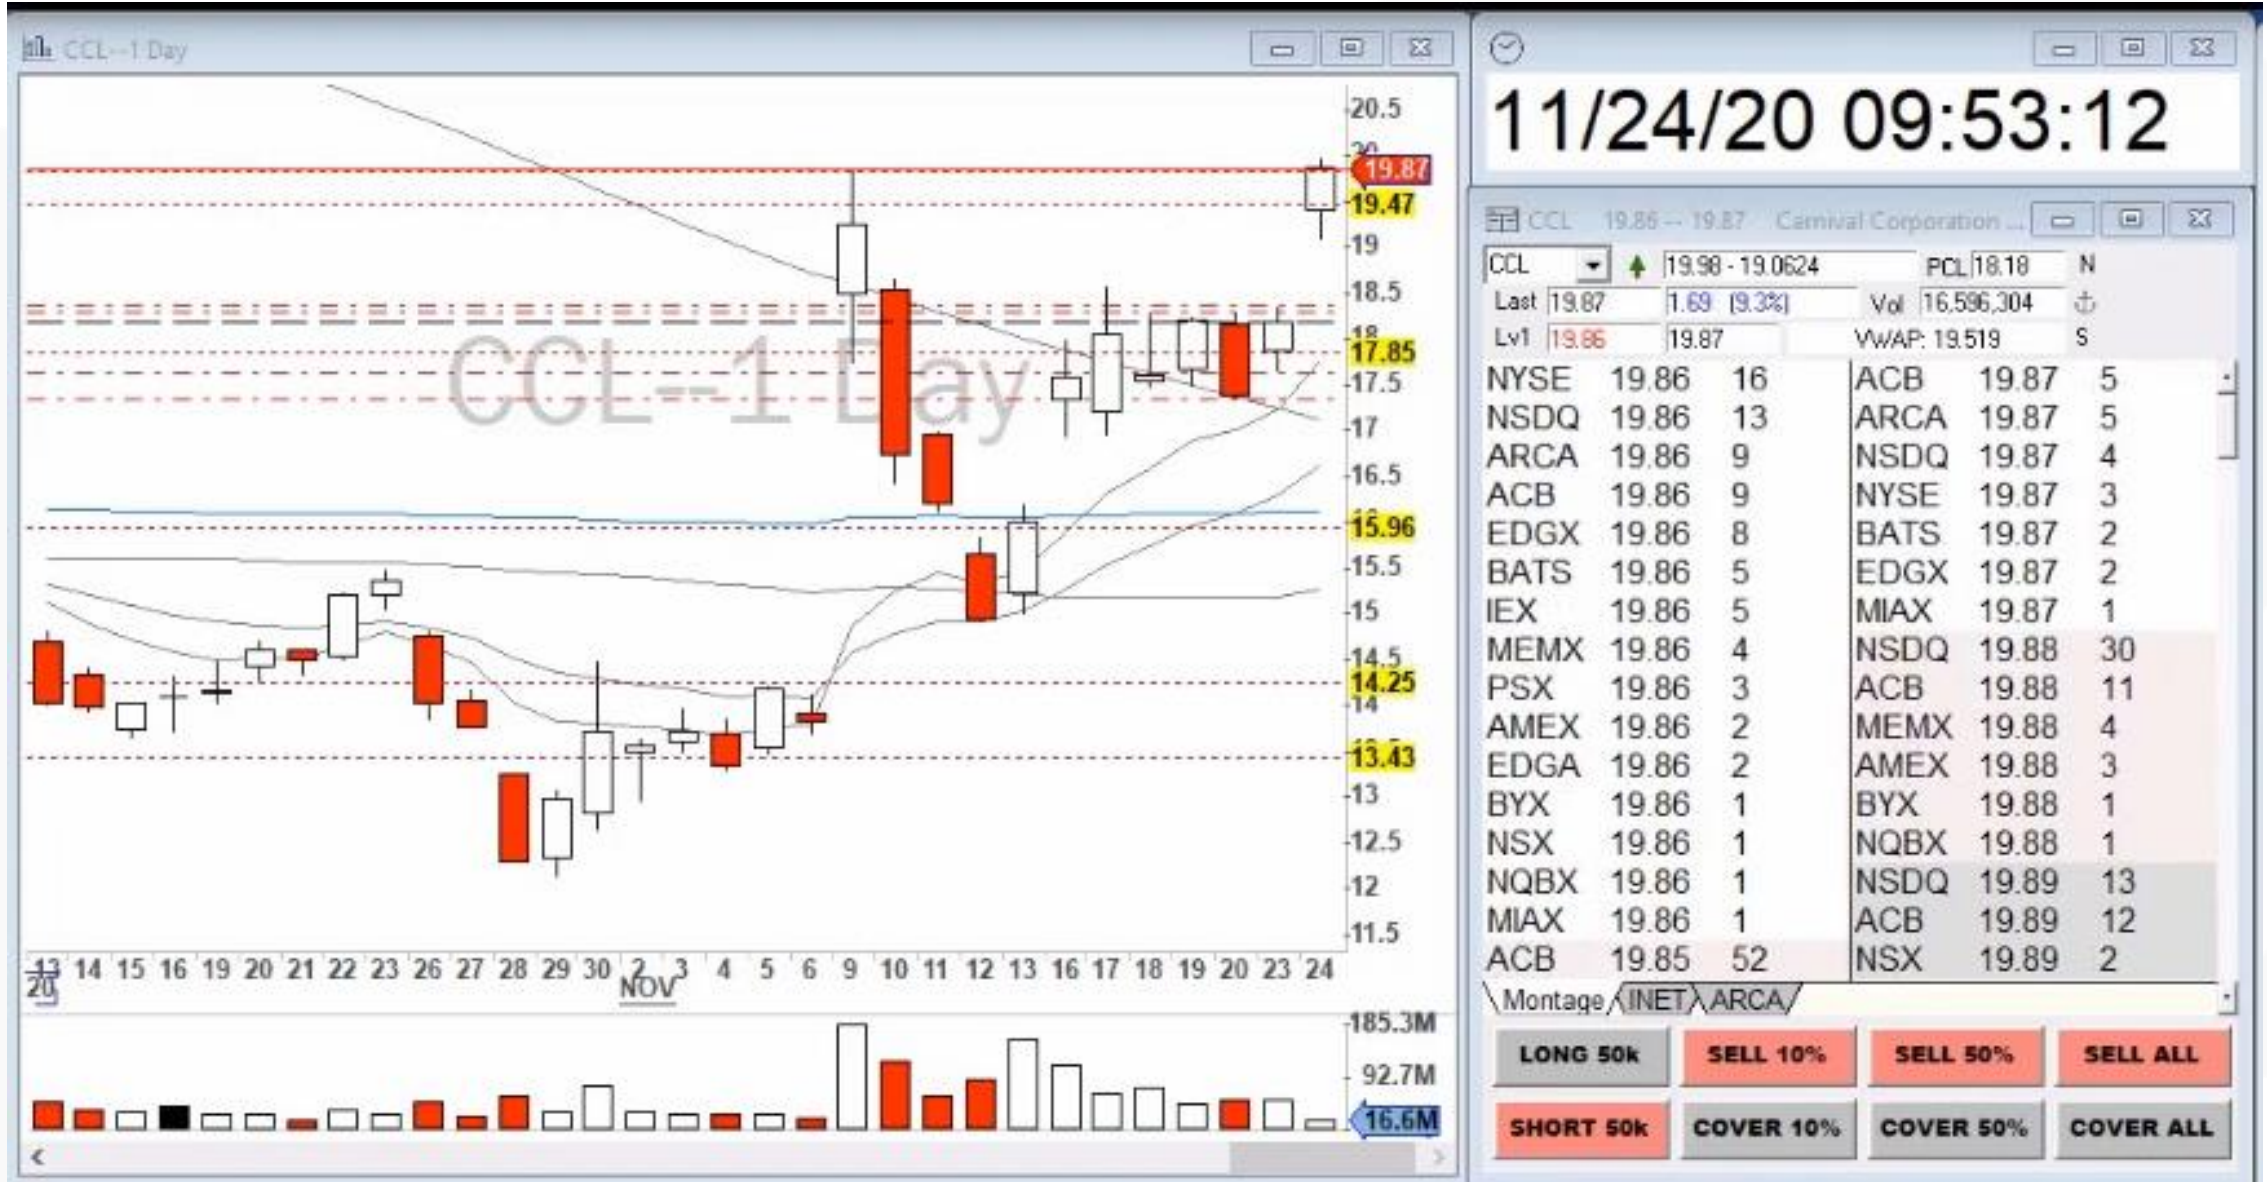 CCL--1 Day
CCL--1 Day
20.5
19.87
19.47
19
18.5
18
17.85
17.5
17
16.5
15.96
15.5
15
14.5
14.25
14
13.43
13
12.5
12
11.5
13 14 15 16 19 20 21 22 23 26 27 28 29 30 2 3 4 5 6 9 10 11 12 13 16 17 18 19 20 23 24
20 NOV
185.3M
92.7M
16.6M
11/24/20 09:53:12
CCL 19.86 -- 19.87 Carnival Corporation ...
CCL 19.98 - 19.0624 PCL 18.18 N
Last 19.87 1.69 (9.3%) Vol 16,596,304
Lv1 19.86 19.87 VWAP: 19.519 S
NYSE 19.86 16 ACB 19.87 5
NSDQ 19.86 13 ARCA 19.87 5
ARCA 19.86 9 NSDQ 19.87 4
ACB 19.86 9 NYSE 19.87 3
EDGX 19.86 8 BATS 19.87 2
BATS 19.86 5 EDGX 19.87 2
IEX 19.86 5 MIAX 19.87 1
MEMX 19.86 4 NSDQ 19.88 30
PSX 19.86 3 ACB 19.88 11
AMEX 19.86 2 MEMX 19.88 4
EDGA 19.86 2 AMEX 19.88 3
BYX 19.86 1 BYX 19.88 1
NSX 19.86 1 NQBX 19.88 1
NQBX 19.86 1 NSDQ 19.89 13
MIAX 19.86 1 ACB 19.89 12
ACB 19.85 52 NSX 19.89 2
Montage INET ARCA
LONG 50k SELL 10% SELL 50% SELL ALL
SHORT 50k COVER 10% COVER 50% COVER ALL